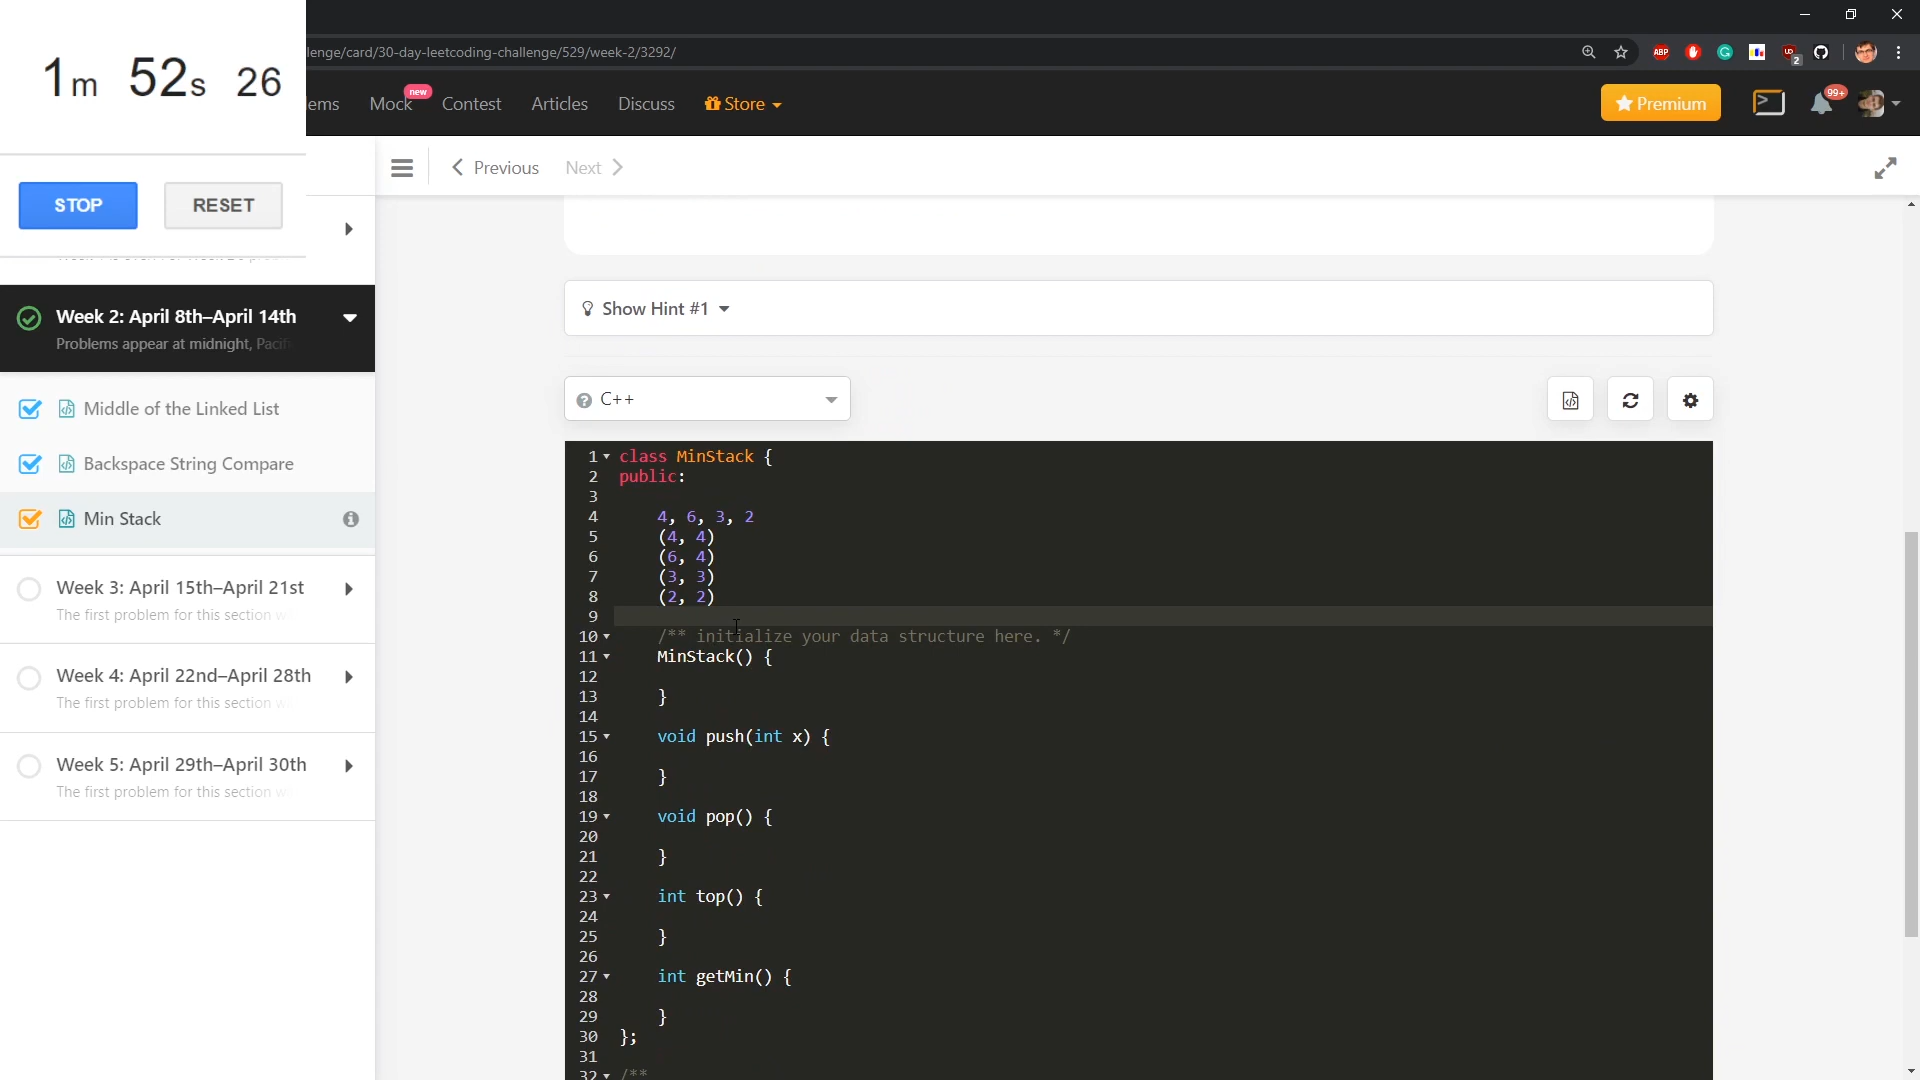 1m 52s 26
lenge/card/30-day-leetcoding-challenge/529/week-2/3292/
ABP
UO
2
ems
Mock
new
Contest
Articles
Discuss
Store
Premium
99+
STOP
RESET
Previous
Next
Show Hint #1
Week 2: April 8th–April 14th
Problems appear at midnight, Pacifi
Middle of the Linked List
Backspace String Compare
Min Stack
Week 3: April 15th–April 21st
The first problem for this section w
Week 4: April 22nd–April 28th
The first problem for this section w
Week 5: April 29th–April 30th
The first problem for this section w
C++
1 class MinStack {
2 public:
3
4 4, 6, 3, 2
5 (4, 4)
6 (6, 4)
7 (3, 3)
8 (2, 2)
9
10 /** initialize your data structure here. */
11 MinStack() {
12
13 }
14
15 void push(int x) {
16
17 }
18
19 void pop() {
20
21 }
22
23 int top() {
24
25 }
26
27 int getMin() {
28
29 }
30 };
31
32 /**